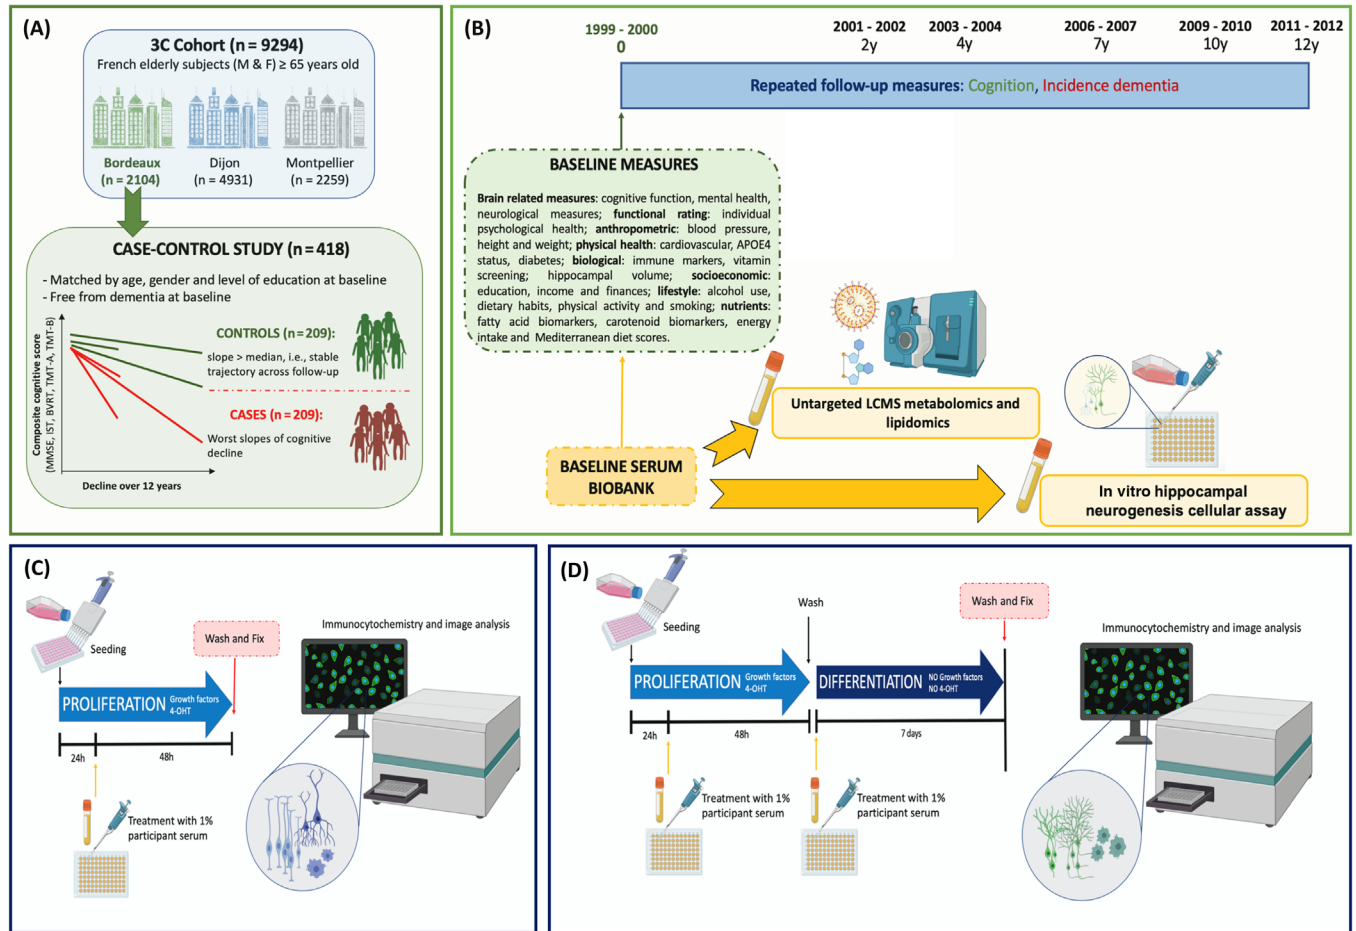 (A)
3C Cohort (n = 9294)
French elderly subjects (M & F) ≥ 65 years old
Bordeaux
(n = 2104)
Dijon
(n = 4931)
Montpellier
(n = 2259)
CASE-CONTROL STUDY (n = 418)
- Matched by age, gender and level of education at baseline
- Free from dementia at baseline
Composite cognitive score
(MMSE, IST, BVRT, TMT-A, TMT-B)
CONTROLS (n = 209):
slope > median, i.e., stable
trajectory across follow-up
CASES (n = 209):
Worst slopes of cognitive
decline
Decline over 12 years
(B)
1999 - 2000
0
2001 - 2002
2y
2003 - 2004
4y
2006 - 2007
7y
2009 - 2010
10y
2011 - 2012
12y
Repeated follow-up measures: Cognition, Incidence dementia
BASELINE MEASURES
Brain related measures: cognitive function, mental health,
neurological measures; functional rating: individual
psychological health; anthropometric: blood pressure,
height and weight; physical health: cardiovascular, APOE4
status, diabetes; biological: immune markers, vitamin
screening; hippocampal volume; socioeconomic:
education, income and finances; lifestyle: alcohol use,
dietary habits, physical activity and smoking; nutrients:
fatty acid biomarkers, carotenoid biomarkers, energy
intake and Mediterranean diet scores.
BASELINE SERUM
BIOBANK
Untargeted LCMS metabolomics and
lipidomics
In vitro hippocampal
neurogenesis cellular assay
(C)
Seeding
Wash and Fix
Immunocytochemistry and image analysis
PROLIFERATION Growth factors
4-OHT
24h
48h
Treatment with 1%
participant serum
(D)
Seeding
Wash
Wash and Fix
Immunocytochemistry and image analysis
PROLIFERATION Growth factors
4-OHT
DIFFERENTIATION NO Growth factors
NO 4-OHT
24h
48h
7 days
Treatment with 1%
participant serum
Treatment with 1%
participant serum